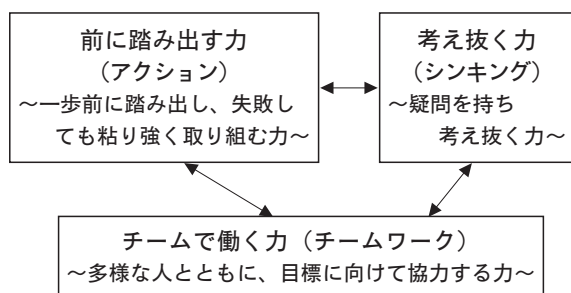 前に踏み出す力
（アクション）
～一歩前に踏み出し、失敗し
ても粘り強く取り組む力～
考え抜く力
（シンキング）
～疑問を持ち
考え抜く力～
チームで働く力（チームワーク）
～多様な人とともに、目標に向けて協力する力～